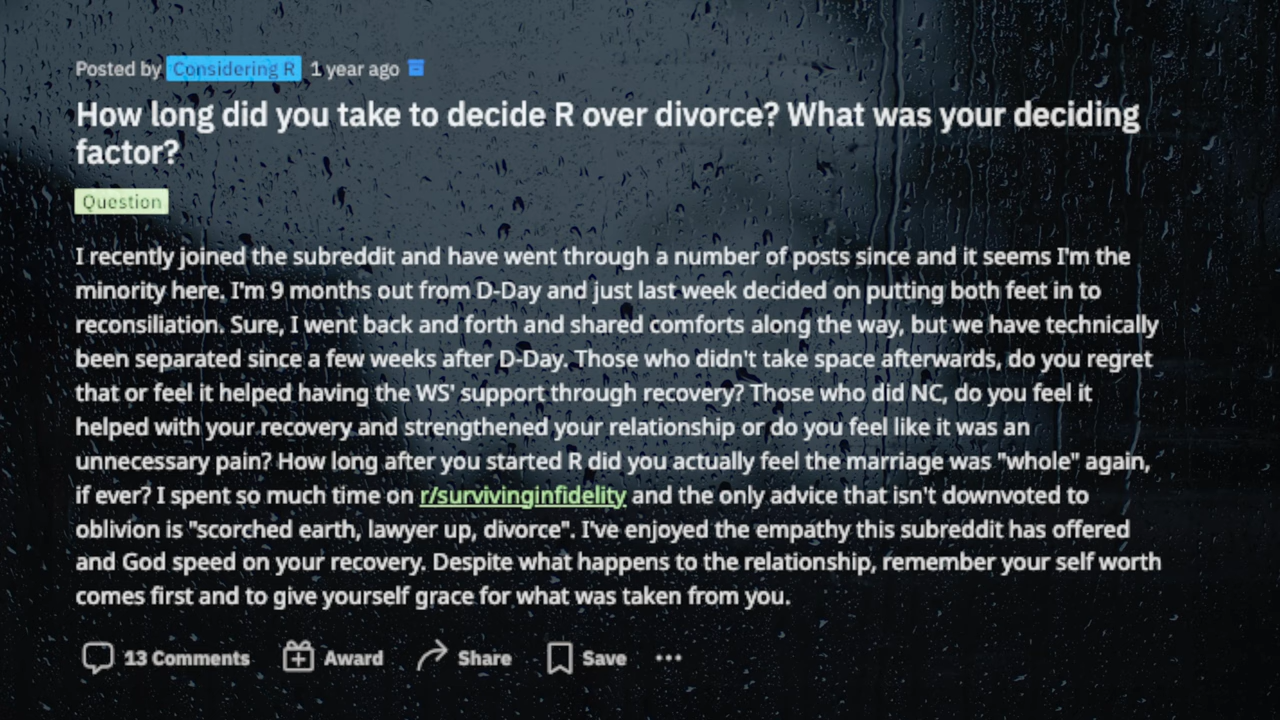 Posted by Considering R 1 year ago
How long did you take to decide R over divorce? What was your deciding
factor?
Question
I recently joined the subreddit and have went through a number of posts since and it seems I'm the
minority here. I'm 9 months out from D-Day and just last week decided on putting both feet in to
reconsiliation. Sure, I went back and forth and shared comforts along the way, but we have technically
been separated since a few weeks after D-Day. Those who didn't take space afterwards, do you regret
that or feel it helped having the WS' support through recovery? Those who did NC, do you feel it
helped with your recovery and strengthened your relationship or do you feel like it was an
unnecessary pain? How long after you started R did you actually feel the marriage was "whole" again,
if ever? I spent so much time on r/survivinginfidelity and the only advice that isn't downvoted to
oblivion is "scorched earth, lawyer up, divorce". I've enjoyed the empathy this subreddit has offered
and God speed on your recovery. Despite what happens to the relationship, remember your self worth
comes first and to give yourself grace for what was taken from you.
13 Comments Award Share Save